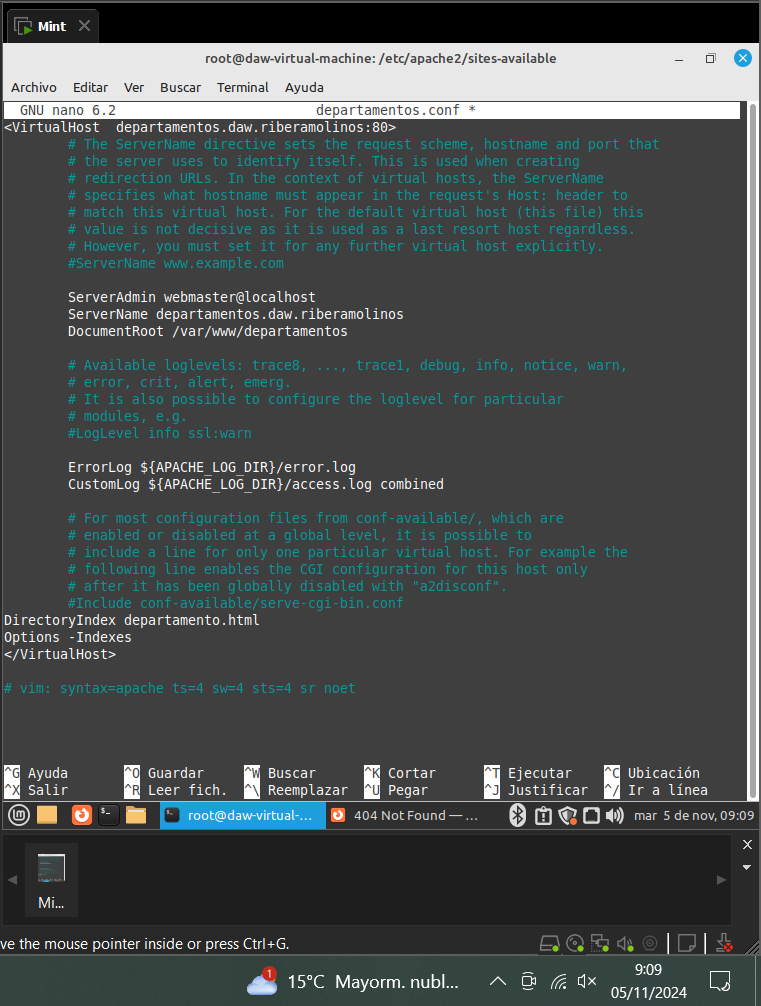 Mint
root@daw-virtual-machine: /etc/apache2/sites-available
Archivo Editar Ver Buscar Terminal Ayuda
GNU nano 6.2 departamentos.conf *
<VirtualHost  departamentos.daw.riberamolinos:80>
# The ServerName directive sets the request scheme, hostname and port that
# the server uses to identify itself. This is used when creating
# redirection URLs. In the context of virtual hosts, the ServerName
# specifies what hostname must appear in the request's Host: header to
# match this virtual host. For the default virtual host (this file) this
# value is not decisive as it is used as a last resort host regardless.
# However, you must set it for any further virtual host explicitly.
#ServerName www.example.com
ServerAdmin webmaster@localhost
ServerName departamentos.daw.riberamolinos
DocumentRoot /var/www/departamentos
# Available loglevels: trace8, ..., trace1, debug, info, notice, warn,
# error, crit, alert, emerg.
# It is also possible to configure the loglevel for particular
# modules, e.g.
#LogLevel info ssl:warn
ErrorLog ${APACHE_LOG_DIR}/error.log
CustomLog ${APACHE_LOG_DIR}/access.log combined
# For most configuration files from conf-available/, which are
# enabled or disabled at a global level, it is possible to
# include a line for only one particular virtual host. For example the
# following line enables the CGI configuration for this host only
# after it has been globally disabled with "a2disconf".
#Include conf-available/serve-cgi-bin.conf
DirectoryIndex departamento.html
Options -Indexes
</VirtualHost>
# vim: syntax=apache ts=4 sw=4 sts=4 sr noet
^G Ayuda ^O Guardar ^W Buscar ^K Cortar ^T Ejecutar ^C Ubicación
^X Salir ^R Leer fich. ^\ Reemplazar ^U Pegar ^J Justificar ^/ Ir a línea
root@daw-virtual-... 404 Not Found — ... mar 5 de nov, 09:09
Mi...
ve the mouse pointer inside or press Ctrl+G.
1 15°C Mayorm. nubl... 9:09
05/11/2024